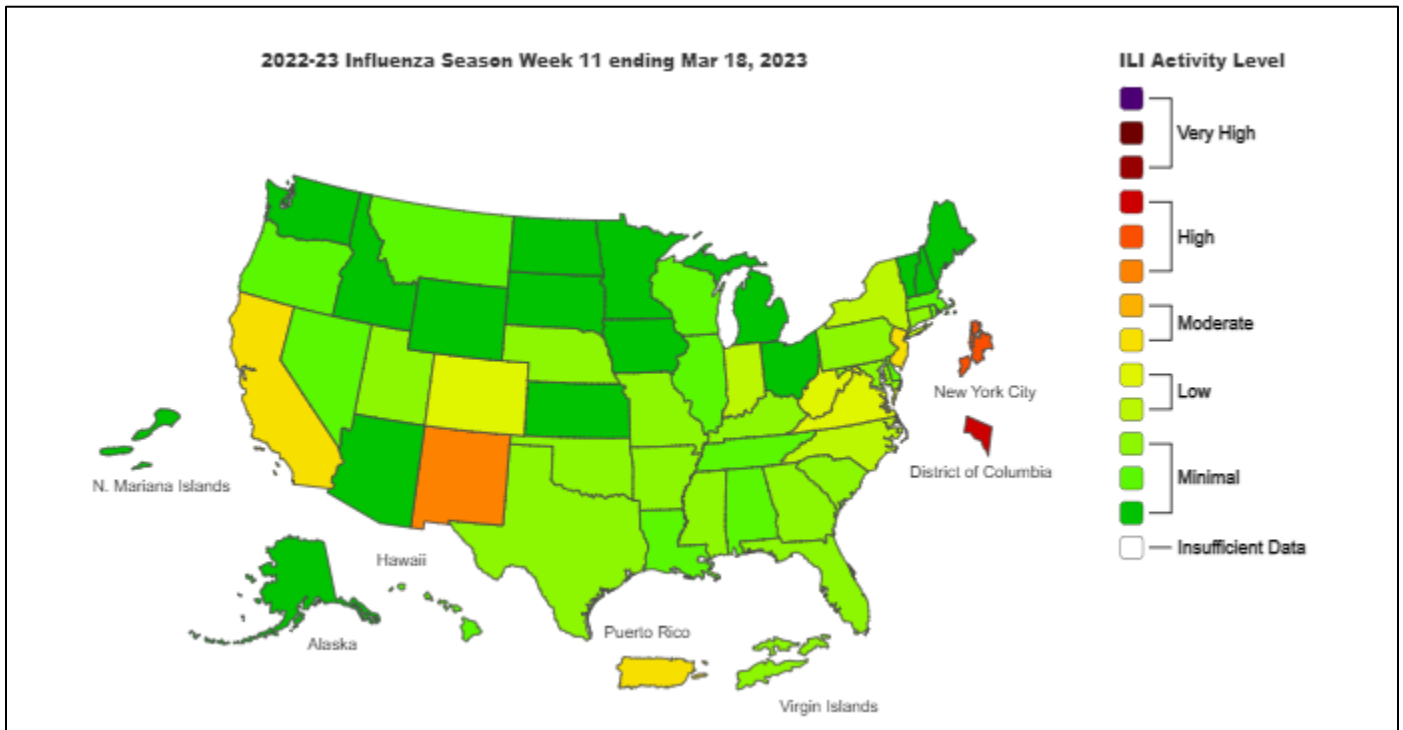 2022-23 Influenza Season Week 11 ending Mar 18, 2023
ILI Activity Level
Very High
High
Moderate
Low
Minimal
Insufficient Data
New York City
District of Columbia
N. Mariana Islands
Hawaii
Alaska
Puerto Rico
Virgin Islands